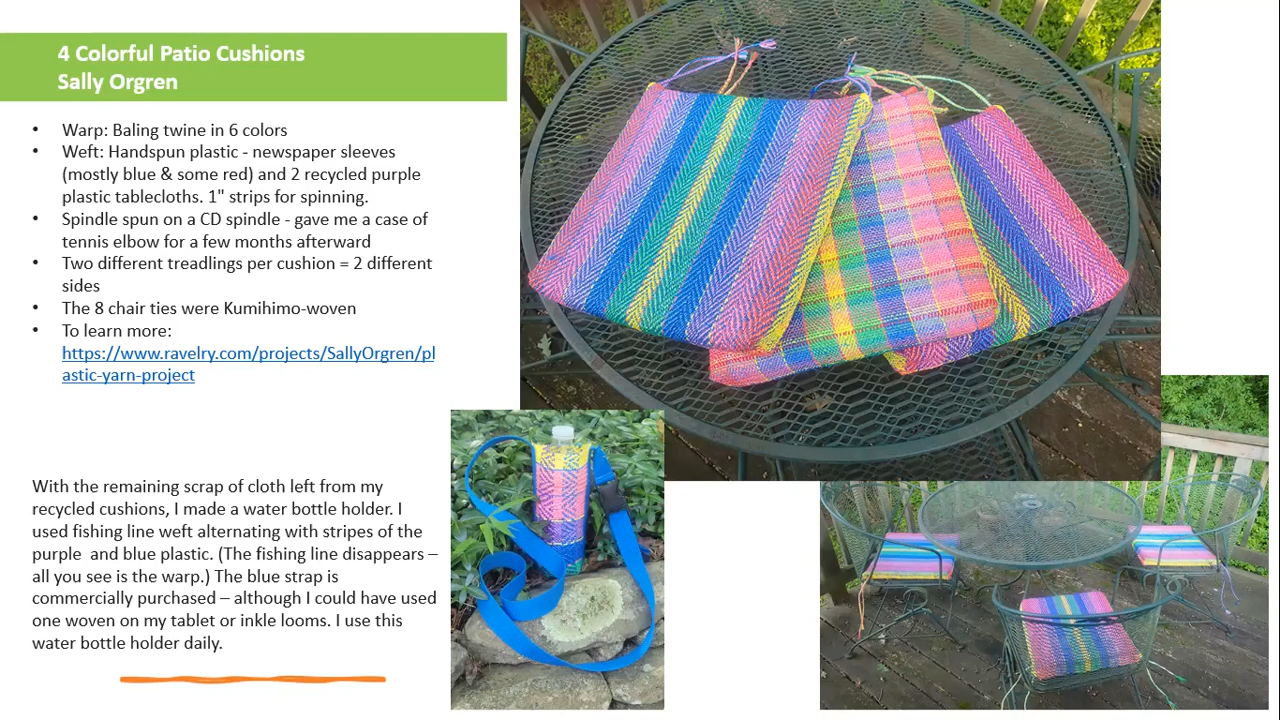 4 Colorful Patio Cushions
Sally Orgren
• Warp: Baling twine in 6 colors
• Weft: Handspun plastic - newspaper sleeves
(mostly blue & some red) and 2 recycled purple
plastic tablecloths. 1" strips for spinning.
• Spindle spun on a CD spindle - gave me a case of
tennis elbow for a few months afterward
• Two different treadlings per cushion = 2 different
sides
• The 8 chair ties were Kumihimo-woven
• To learn more:
https://www.ravelry.com/projects/SallyOrgren/pl
astic-yarn-project
With the remaining scrap of cloth left from my
recycled cushions, I made a water bottle holder. I
used fishing line weft alternating with stripes of the
purple  and blue plastic. (The fishing line disappears –
all you see is the warp.) The blue strap is
commercially purchased – although I could have used
one woven on my tablet or inkle looms. I use this
water bottle holder daily.